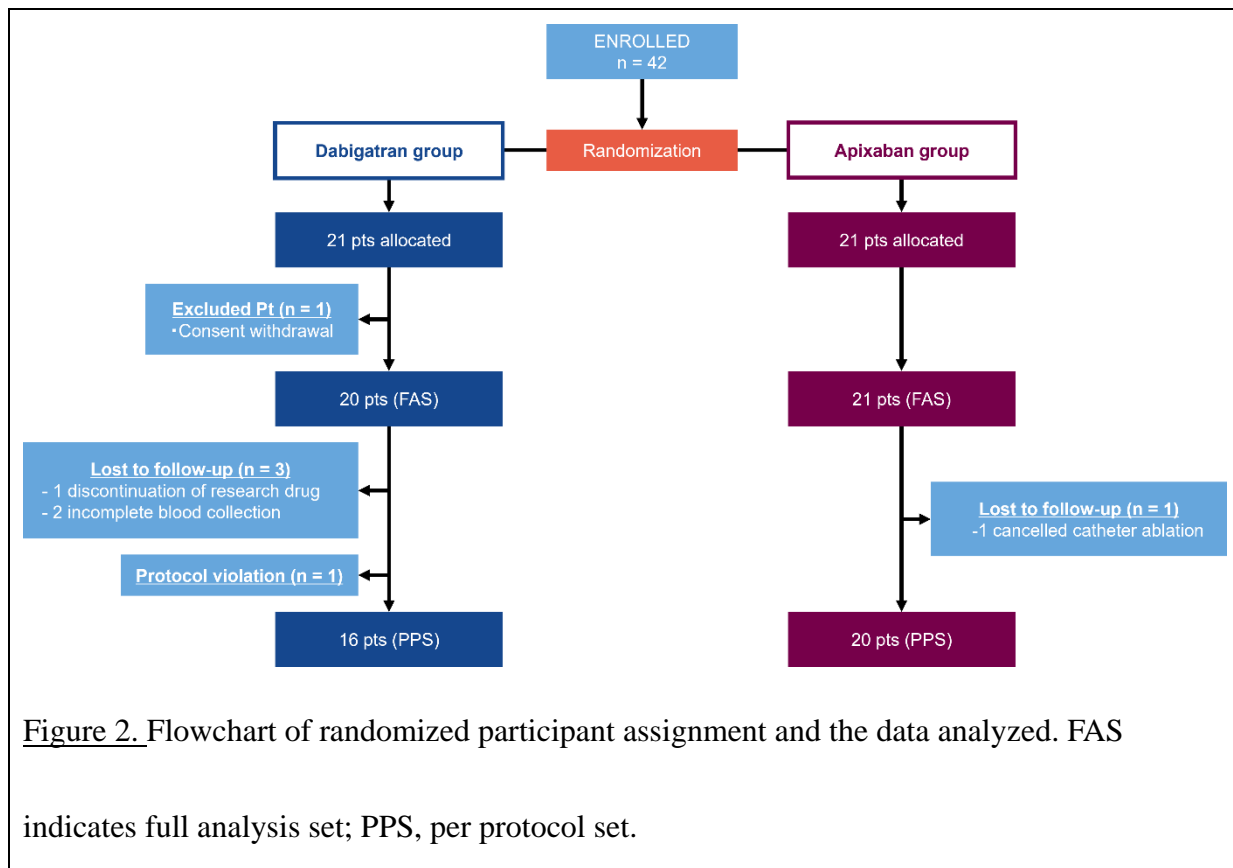 ENROLLED
n = 42
Dabigatran group
Randomization
Apixaban group
21 pts allocated
21 pts allocated
Excluded Pt (n = 1)
・Consent withdrawal
20 pts (FAS)
21 pts (FAS)
Lost to follow-up (n = 3)
- 1 discontinuation of research drug
- 2 incomplete blood collection
Lost to follow-up (n = 1)
-1 cancelled catheter ablation
Protocol violation (n = 1)
16 pts (PPS)
20 pts (PPS)
Figure 2. Flowchart of randomized participant assignment and the data analyzed. FAS
indicates full analysis set; PPS, per protocol set.